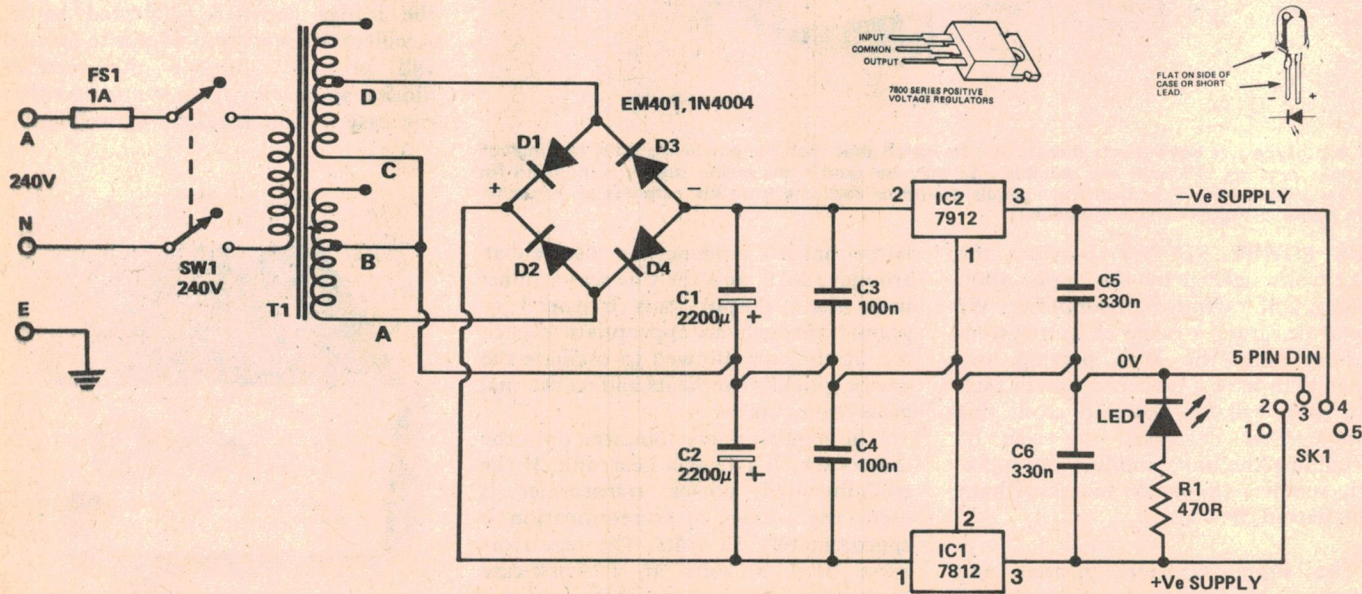 FS1
1A
A
240V
N
SW1
240V
E
T1
D
C
B
A
EM401,1N4004
D1
D3
+
−
D2
D4
INPUT
COMMON
OUTPUT
7800 SERIES POSITIVE
VOLTAGE REGULATORS
FLAT ON SIDE OF
CASE OR SHORT
LEAD.
− +
2
IC2
7912
3
1
−Ve SUPPLY
C1
2200μ +
C3
100n
C5
330n
0V
5 PIN DIN
C2
2200μ +
C4
100n
C6
330n
LED1
R1
470R
2
3
4
1
5
SK1
2
1
IC1
7812
3
+Ve SUPPLY